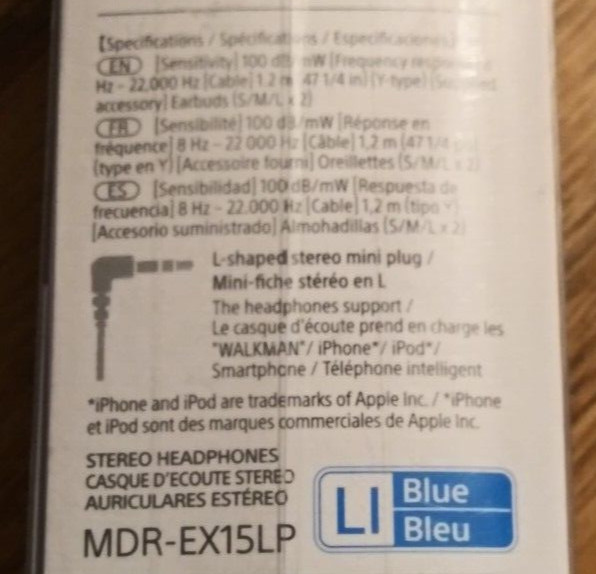 [Specifications / Spécifications / Especificaciones]
EN [Sensitivity] 100 dB/mW [Frequency
Hz - 22,000 Hz [Cable] 1.2 m 47 1/4 in) (Y-type) [Supplied
accessory] Earbuds (S/M/L x 2)
FR [Sensibilité] 100 dB/mW [Réponse en
fréquence] 8 Hz - 22 000 Hz [Câble] 1,2 m (47 1/4
(type en Y) [Accessoire fourni] Oreillettes (S/M/L x 2)
ES [Sensibilidad] 100 dB/mW [Respuesta de
frecuencia] 8 Hz - 22.000 Hz [Cable] 1,2 m (tipo Y)
[Accesorio suministrado] Almohadillas (S/M/L x 2)
L-shaped stereo mini plug /
Mini-fiche stéréo en L
The headphones support /
Le casque d'écoute prend en charge les
"WALKMAN"/ iPhone*/ iPod*/
Smartphone / Téléphone intelligent
*iPhone and iPod are trademarks of Apple Inc. / *iPhone
et iPod sont des marques commerciales de Apple Inc.
STEREO HEADPHONES
CASQUE D'ECOUTE STEREO
AURICULARES ESTÉREO
MDR-EX15LP
LI Blue
Bleu